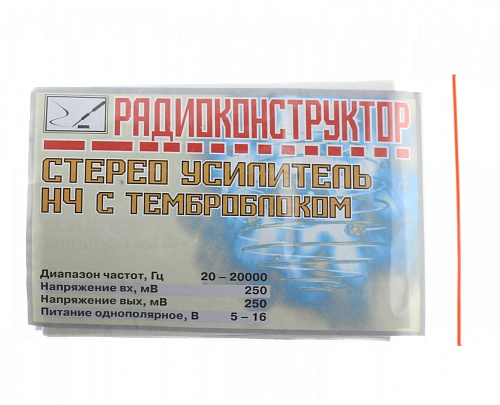 РАДИОКОНСТРУКТОР
СТЕРЕО УСИЛИТЕЛЬ
НЧ С ТЕМБРОБЛОКОМ
Диапазон частот, Гц 20 – 20000
Напряжение вх, мВ 250
Напряжение вых, мВ 250
Питание однополярное, В 5 – 16